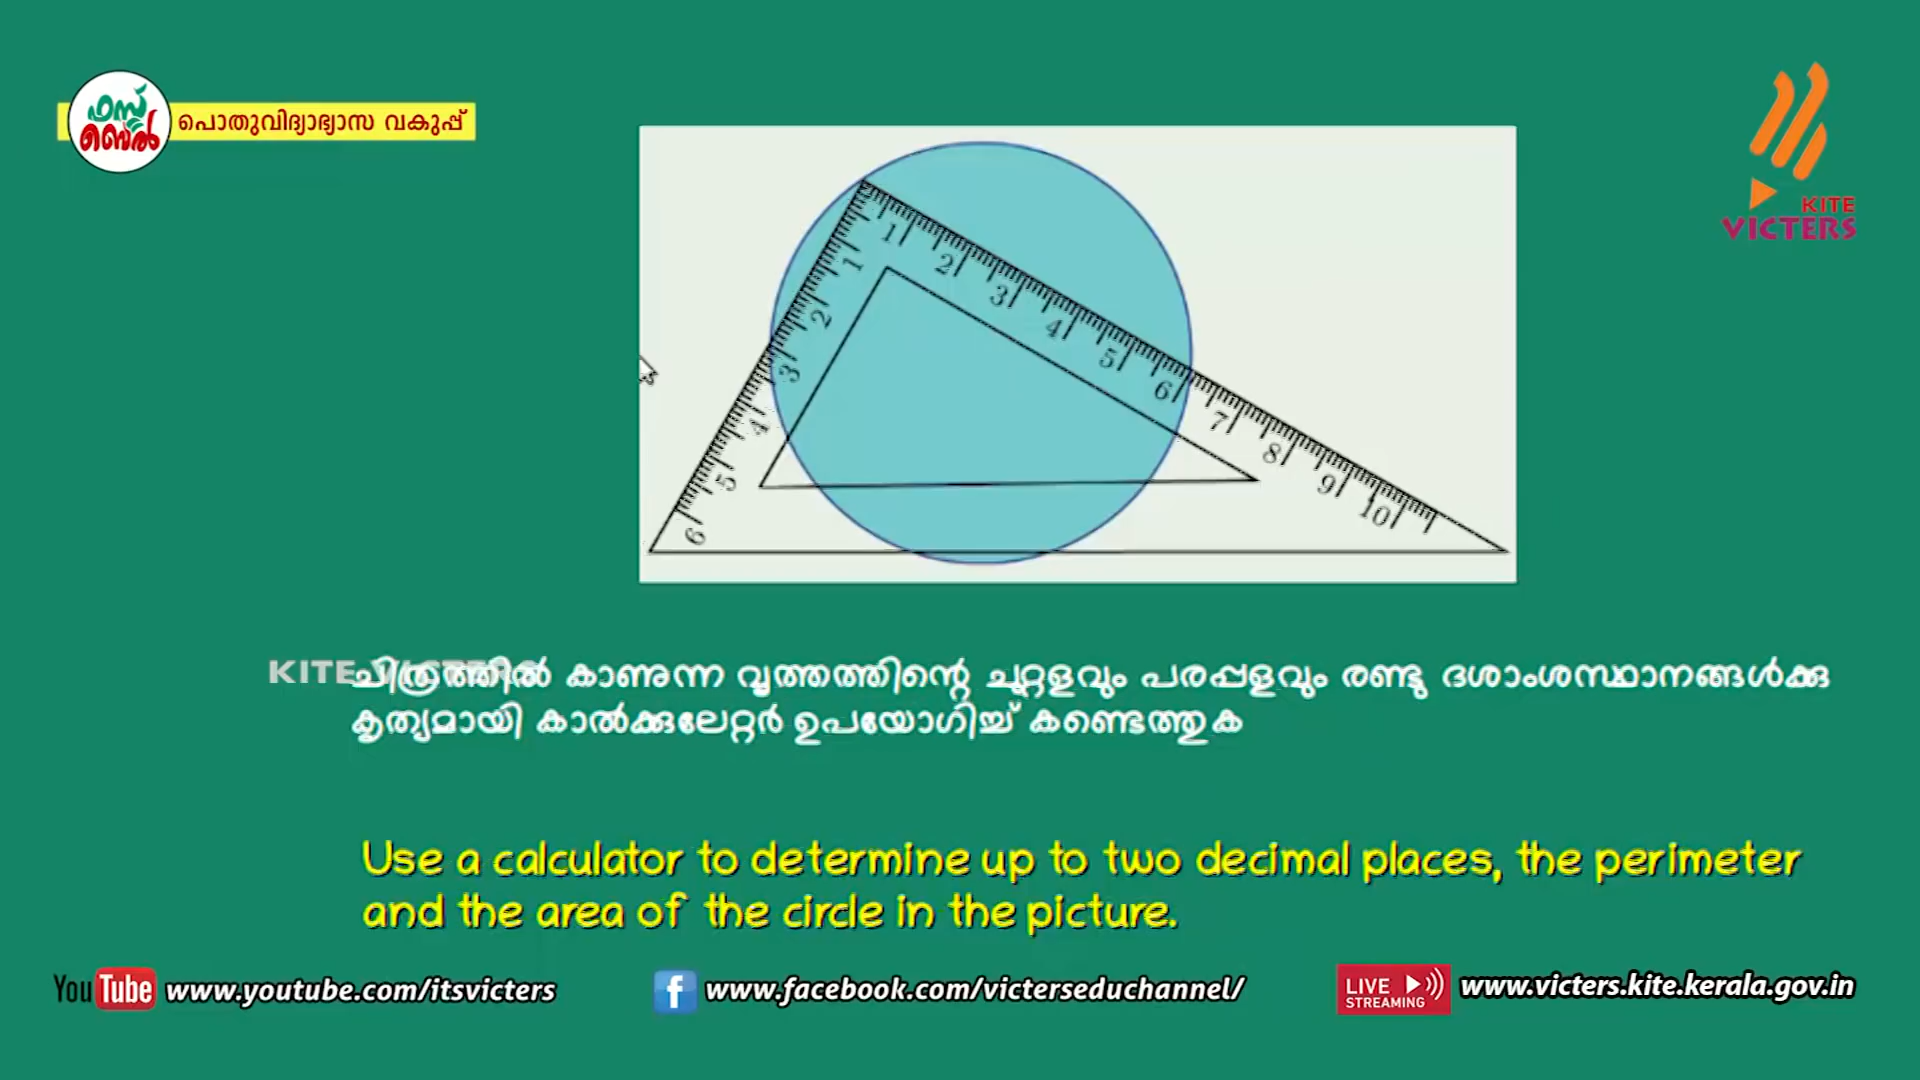 ഫസ്റ്റ്
ബെൽ
പൊതുവിദ്യാഭ്യാസ വകുപ്പ്
KITE
VICTERS
1 2 3 4 5 6 7 8 9 10
1 2 3 4 5 6
KITE VICTERS
ചിത്രത്തിൽ കാണുന്ന വൃത്തത്തിന്റെ ചുറ്റളവും പരപ്പളവും രണ്ടു ദശാംശസ്ഥാനങ്ങൾക്കു
കൃത്യമായി കാൽക്കുലേറ്റർ ഉപയോഗിച്ച് കണ്ടെത്തുക
Use a calculator to determine up to two decimal places, the perimeter
and the area of the circle in the picture.
YouTube www.youtube.com/itsvicters
f www.facebook.com/victerseduchannel/
LIVE STREAMING www.victers.kite.kerala.gov.in